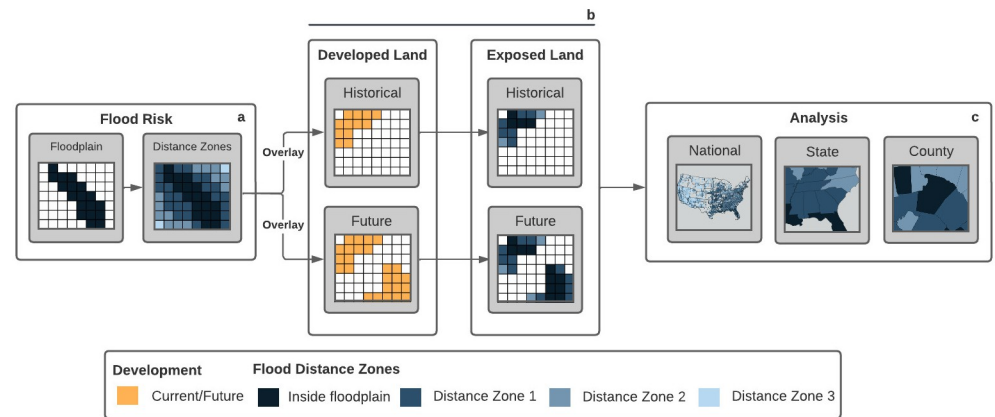 b
Developed Land
Exposed Land
Flood Risk
a
Floodplain
Distance Zones
Overlay
Overlay
Historical
Future
Historical
Future
Analysis
c
National
State
County
Development
Current/Future
Flood Distance Zones
Inside floodplain
Distance Zone 1
Distance Zone 2
Distance Zone 3